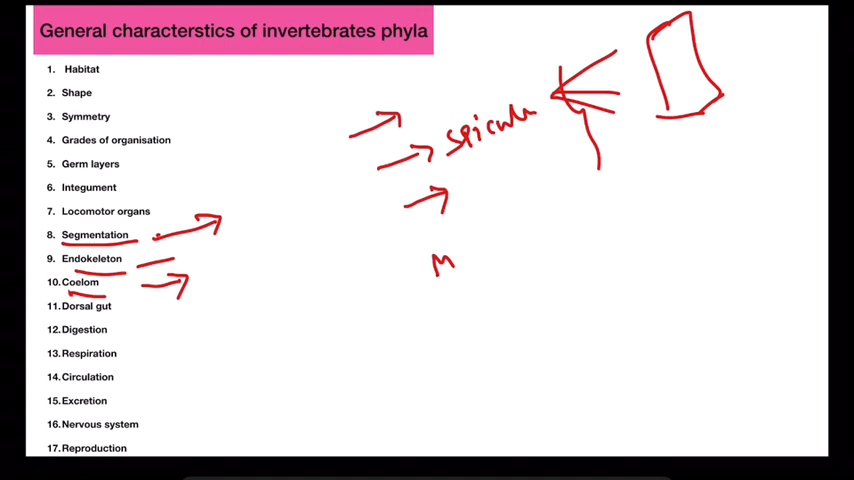 General characterstics of invertebrates phyla
1. Habitat
2. Shape
3. Symmetry
4. Grades of organisation
5. Germ layers
6. Integument
7. Locomotor organs
8. Segmentation
9. Endokeleton
10. Coelom
11. Dorsal gut
12. Digestion
13. Respiration
14. Circulation
15. Excretion
16. Nervous system
17. Reproduction
M